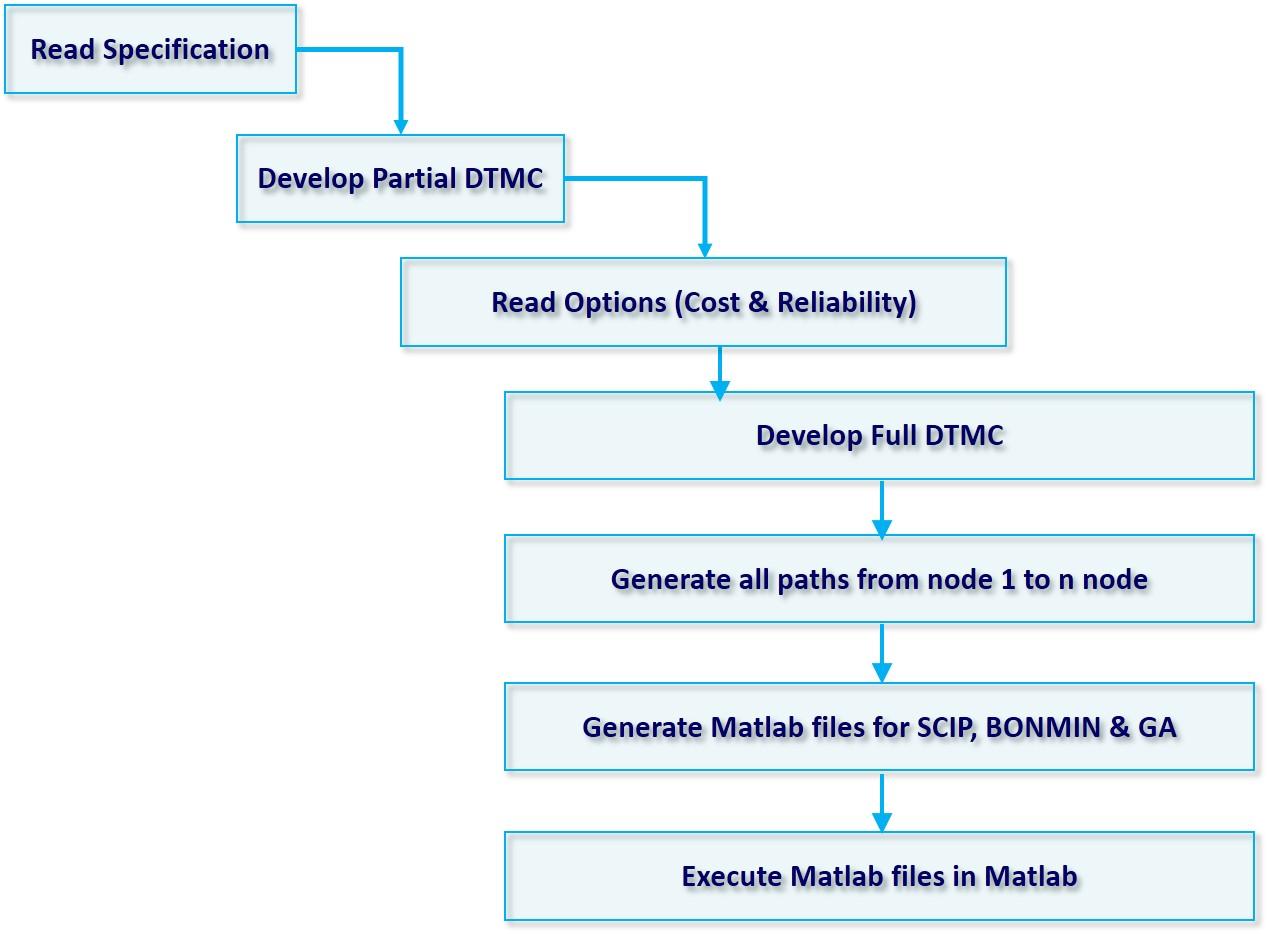 Read Specification
Develop Partial DTMC
Read Options (Cost & Reliability)
Develop Full DTMC
Generate all paths from node 1 to n node
Generate Matlab files for SCIP, BONMIN & GA
Execute Matlab files in Matlab